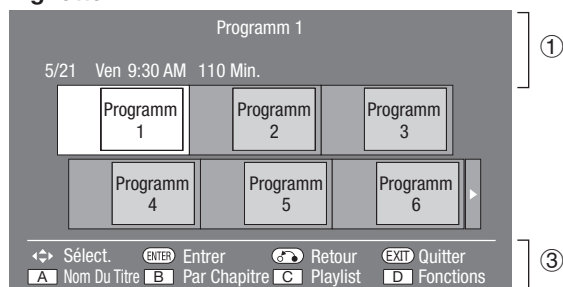 Programm 1
①
5/21 Ven 9:30 AM 110 Min.
Programm 1
Programm 2
Programm 3
Programm 4
Programm 5
Programm 6
Sélect. ENTER Entrer Retour EXIT Quitter
③
A Nom Du Titre B Par Chapitre C Playlist D Fonctions